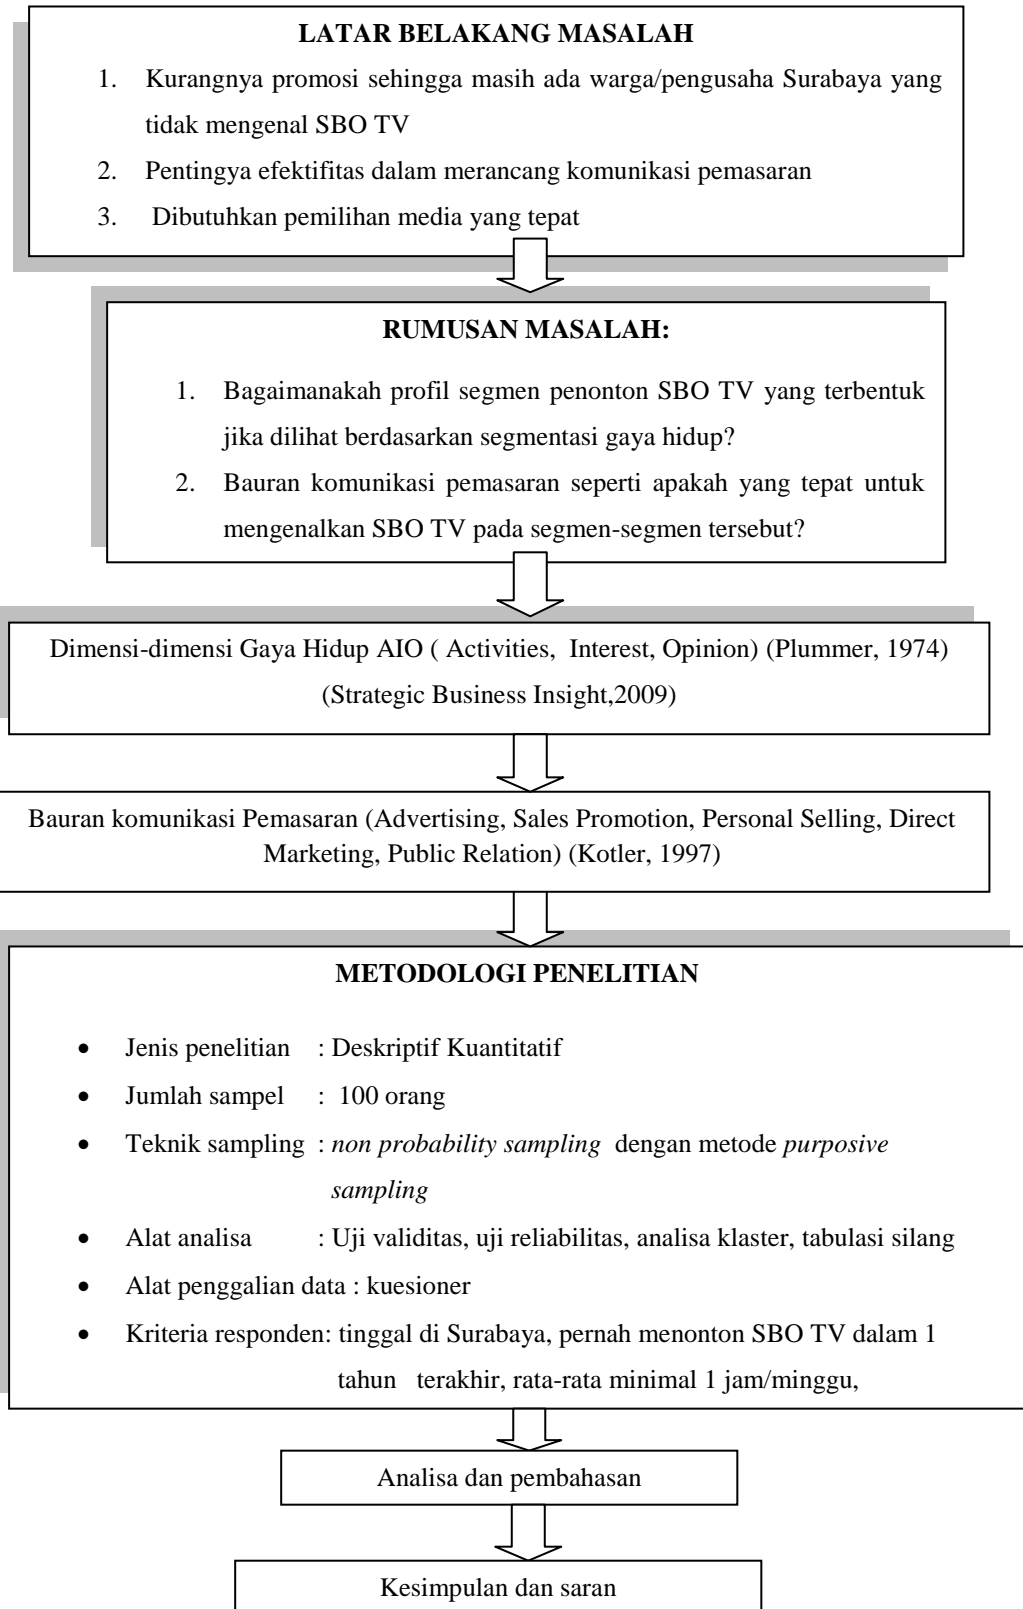 LATAR BELAKANG MASALAH
1. Kurangnya promosi sehingga masih ada warga/pengusaha Surabaya yang
tidak mengenal SBO TV
2. Pentingya efektifitas dalam merancang komunikasi pemasaran
3. Dibutuhkan pemilihan media yang tepat
RUMUSAN MASALAH:
1. Bagaimanakah profil segmen penonton SBO TV yang terbentuk
jika dilihat berdasarkan segmentasi gaya hidup?
2. Bauran komunikasi pemasaran seperti apakah yang tepat untuk
mengenalkan SBO TV pada segmen-segmen tersebut?
Dimensi-dimensi Gaya Hidup AIO ( Activities, Interest, Opinion) (Plummer, 1974)
(Strategic Business Insight,2009)
Bauran komunikasi Pemasaran (Advertising, Sales Promotion, Personal Selling, Direct
Marketing, Public Relation) (Kotler, 1997)
METODOLOGI PENELITIAN
• Jenis penelitian : Deskriptif Kuantitatif
• Jumlah sampel : 100 orang
• Teknik sampling : non probability sampling dengan metode purposive
sampling
• Alat analisa : Uji validitas, uji reliabilitas, analisa klaster, tabulasi silang
• Alat penggalian data : kuesioner
• Kriteria responden: tinggal di Surabaya, pernah menonton SBO TV dalam 1
tahun terakhir, rata-rata minimal 1 jam/minggu,
Analisa dan pembahasan
Kesimpulan dan saran